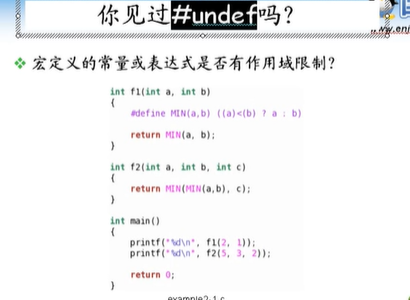 你见过#undef吗?
宏定义的常量或表达式是否有作用域限制?
int f1(int a, int b)
{
#define MIN(a,b) ((a)<(b) ? a : b)
return MIN(a, b);
}
int f2(int a, int b, int c)
{
return MIN(MIN(a,b), c);
}
int main()
{
printf("%d\n", f1(2, 1));
printf("%d\n", f2(5, 3, 2));
return 0;
}
example2-1.c